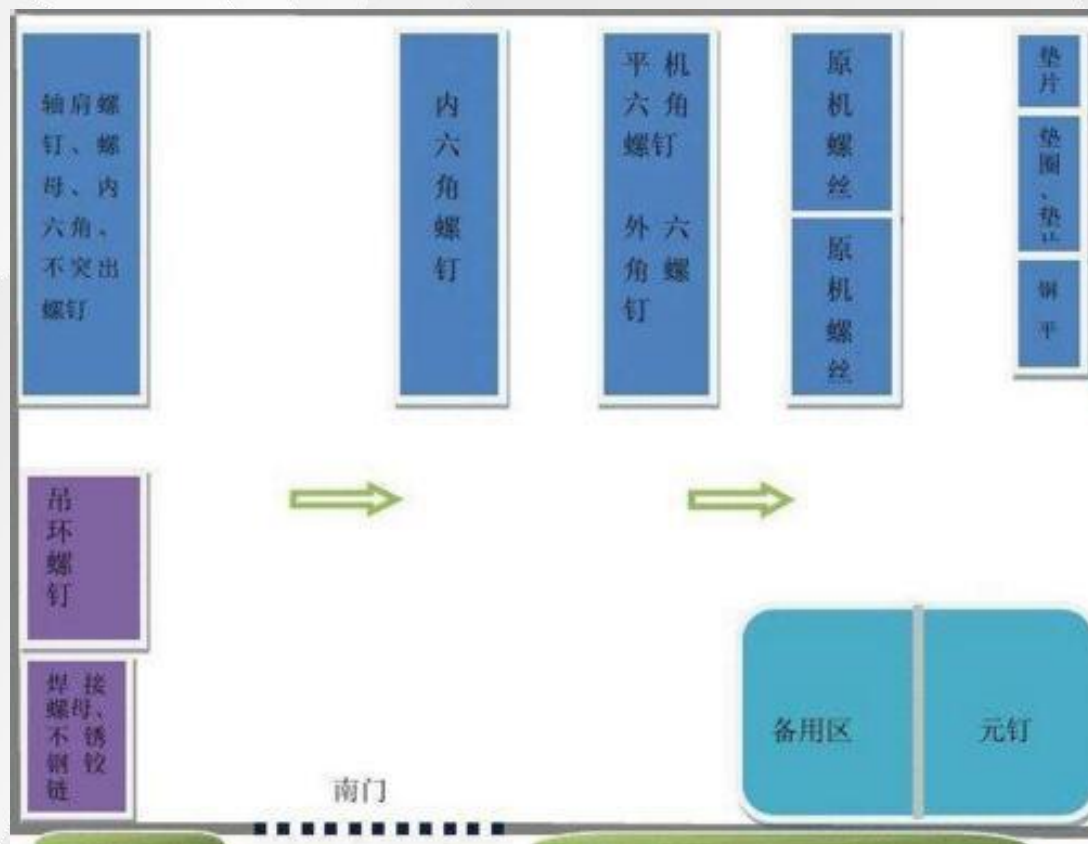 轴肩螺
钉、螺
母、内
六角、
不突出
螺钉
内
六
角
螺
钉
平 机
六 角
螺钉
外 六
角 螺
钉
原
机
螺
丝
原
机
螺
丝
垫
片
垫
圈
、
垫
钢
平
吊
环
螺
钉
焊 接
螺母、
不 锈
钢 铰
链
备用区
元钉
南门